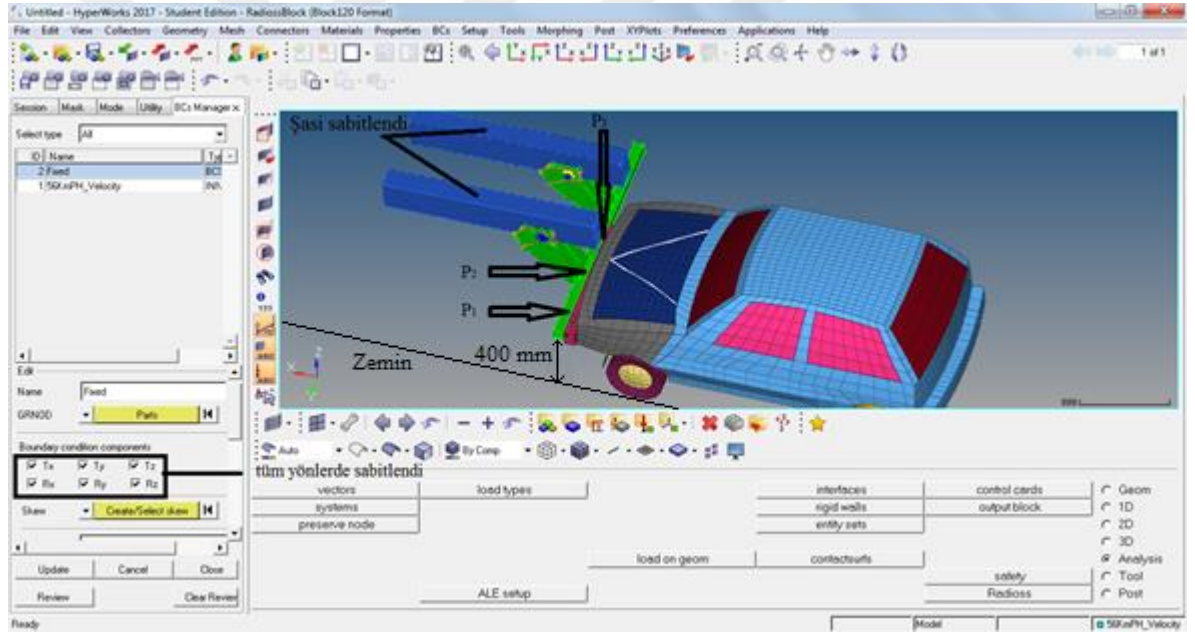 Untitled - HyperWorks 2017 - Student Edition - RadiossBlock (Block120 Format)
File Edit View Collectors Geometry Mesh Connectors Materials Properties BCs Setup Tools Morphing Post XYPlots Preferences Applications Help
1 of 1
Session Mask Model Utility BCs Manager x
Select type All
ID Name
2 Fixed BC
1 56KmPH_Velocity INIV
Edit
Name Fixed
GRNOD Parts
Boundary condition components
Tx Ty Tz
Rx Ry Rz
Skew Create/Select skew
Update Cancel Close
Review Clear Review
Ready
Şasi sabitlendi
P3
P2
P1
400 mm
Zemin
Auto By Comp
tüm yönlerde sabitlendi
vectors load types interfaces control cards Geom
systems rigid walls output block 1D
preserve node entity sets 2D
3D
load on geom contactsurfs Analysis
safety Tool
ALE setup Radioss Post
Model 56KmPH_Velocity